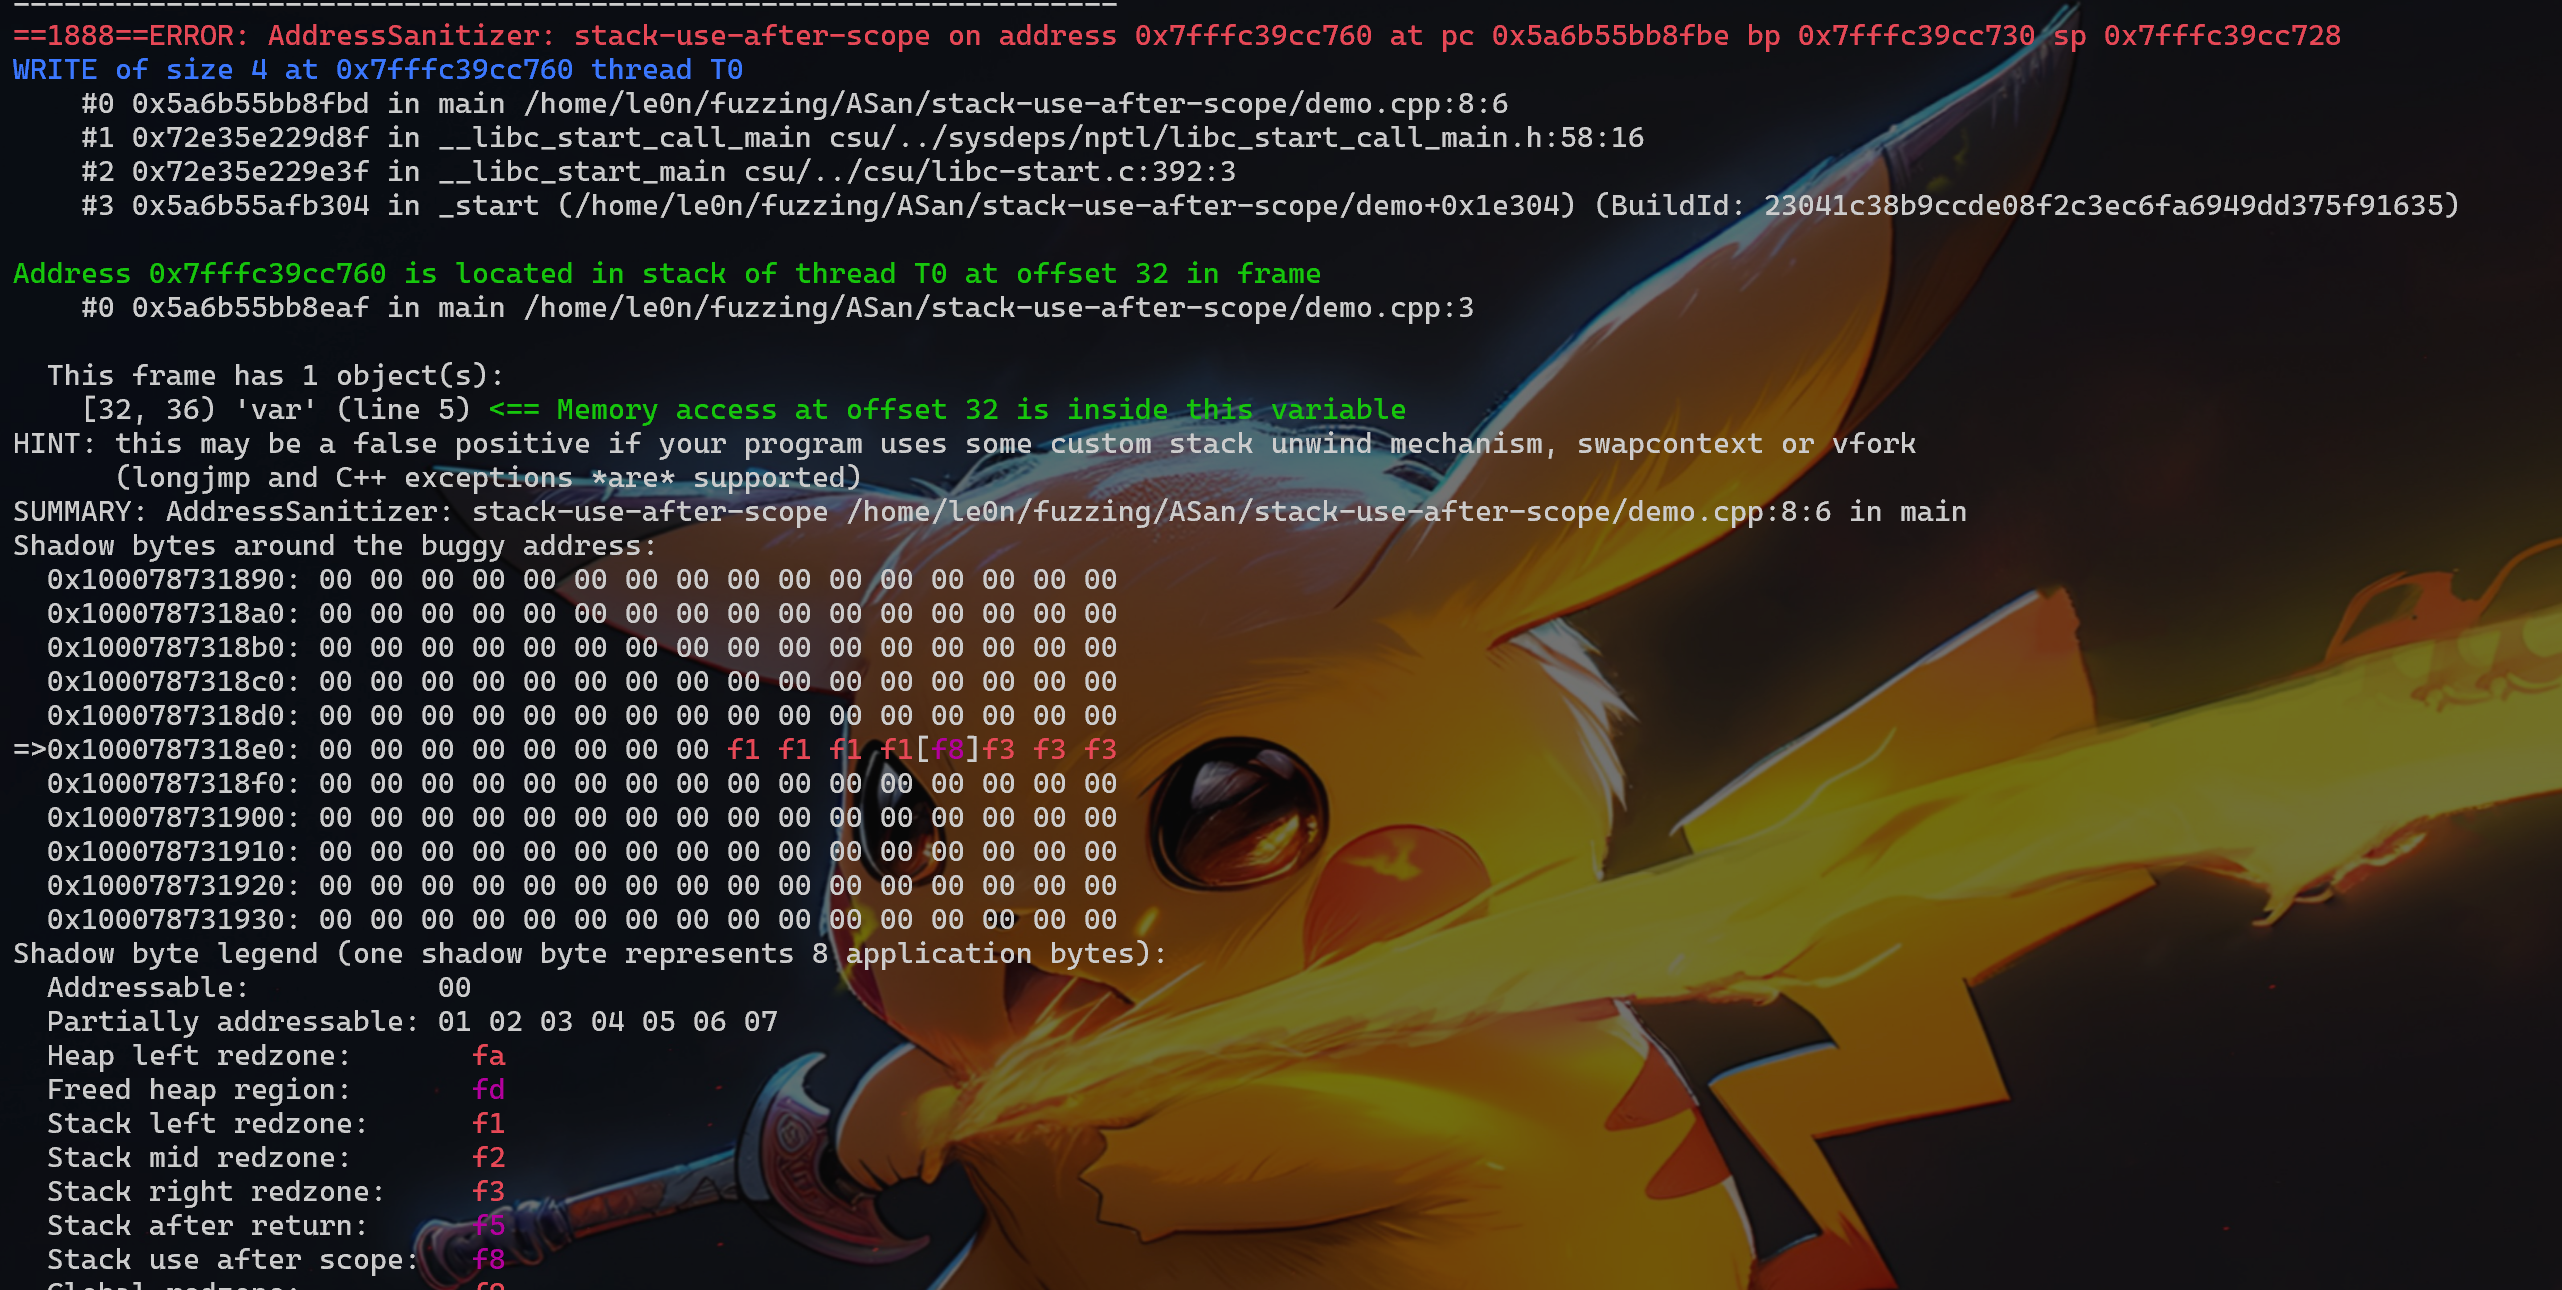 ==1888==ERROR: AddressSanitizer: stack-use-after-scope on address 0x7fffc39cc760 at pc 0x5a6b55bb8fbe bp 0x7fffc39cc730 sp 0x7fffc39cc728
WRITE of size 4 at 0x7fffc39cc760 thread T0
    #0 0x5a6b55bb8fbd in main /home/le0n/fuzzing/ASan/stack-use-after-scope/demo.cpp:8:6
    #1 0x72e35e229d8f in __libc_start_call_main csu/../sysdeps/nptl/libc_start_call_main.h:58:16
    #2 0x72e35e229e3f in __libc_start_main csu/../csu/libc-start.c:392:3
    #3 0x5a6b55afb304 in _start (/home/le0n/fuzzing/ASan/stack-use-after-scope/demo+0x1e304) (BuildId: 23041c38b9ccde08f2c3ec6fa6949dd375f91635)
Address 0x7fffc39cc760 is located in stack of thread T0 at offset 32 in frame
    #0 0x5a6b55bb8eaf in main /home/le0n/fuzzing/ASan/stack-use-after-scope/demo.cpp:3
  This frame has 1 object(s):
    [32, 36) 'var' (line 5) <== Memory access at offset 32 is inside this variable
HINT: this may be a false positive if your program uses some custom stack unwind mechanism, swapcontext or vfork
      (longjmp and C++ exceptions *are* supported)
SUMMARY: AddressSanitizer: stack-use-after-scope /home/le0n/fuzzing/ASan/stack-use-after-scope/demo.cpp:8:6 in main
Shadow bytes around the buggy address:
  0x100078731890: 00 00 00 00 00 00 00 00 00 00 00 00 00 00 00 00
  0x1000787318a0: 00 00 00 00 00 00 00 00 00 00 00 00 00 00 00 00
  0x1000787318b0: 00 00 00 00 00 00 00 00 00 00 00 00 00 00 00 00
  0x1000787318c0: 00 00 00 00 00 00 00 00 00 00 00 00 00 00 00 00
  0x1000787318d0: 00 00 00 00 00 00 00 00 00 00 00 00 00 00 00 00
=>0x1000787318e0: 00 00 00 00 00 00 00 00 f1 f1 f1 f1[f8]f3 f3 f3
  0x1000787318f0: 00 00 00 00 00 00 00 00 00 00 00 00 00 00 00 00
  0x100078731900: 00 00 00 00 00 00 00 00 00 00 00 00 00 00 00 00
  0x100078731910: 00 00 00 00 00 00 00 00 00 00 00 00 00 00 00 00
  0x100078731920: 00 00 00 00 00 00 00 00 00 00 00 00 00 00 00 00
  0x100078731930: 00 00 00 00 00 00 00 00 00 00 00 00 00 00 00 00
Shadow byte legend (one shadow byte represents 8 application bytes):
  Addressable:           00
  Partially addressable: 01 02 03 04 05 06 07
  Heap left redzone:       fa
  Freed heap region:       fd
  Stack left redzone:      f1
  Stack mid redzone:       f2
  Stack right redzone:     f3
  Stack after return:      f5
  Stack use after scope:   f8